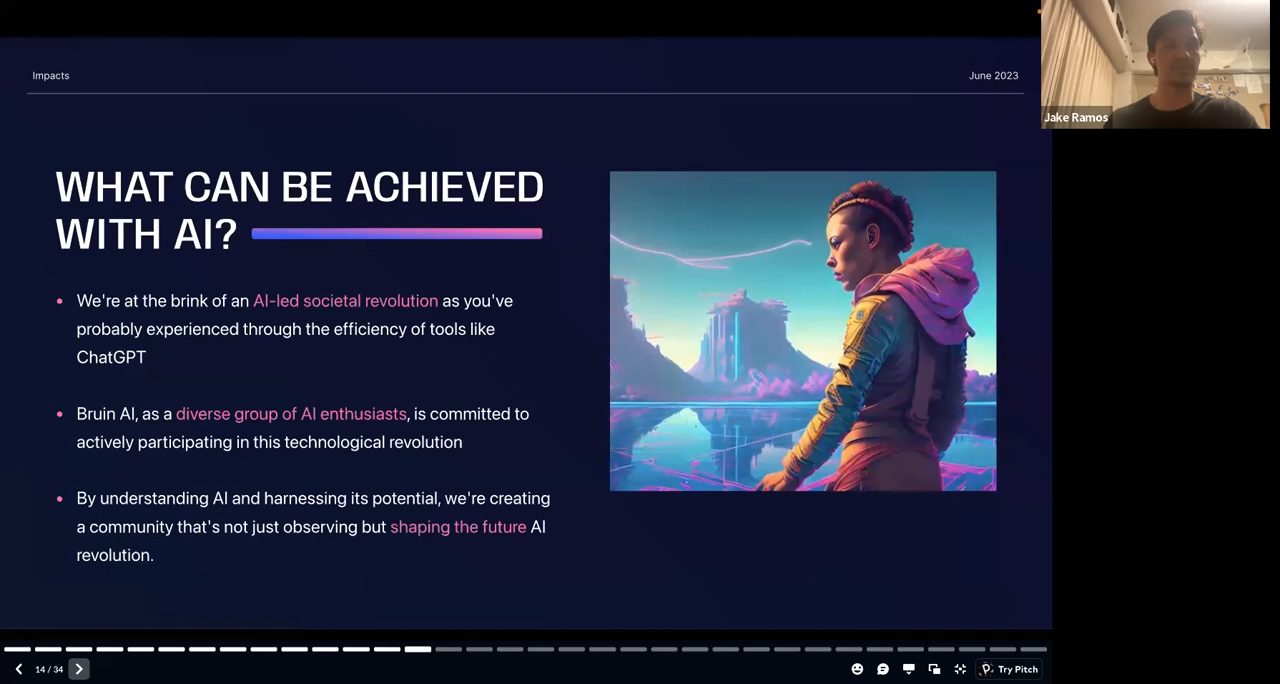 Impacts
June 2023
Jake Ramos
WHAT CAN BE ACHIEVED
WITH AI?
• We're at the brink of an AI-led societal revolution as you've
probably experienced through the efficiency of tools like
ChatGPT
• Bruin AI, as a diverse group of AI enthusiasts, is committed to
actively participating in this technological revolution
• By understanding AI and harnessing its potential, we're creating
a community that's not just observing but shaping the future AI
revolution.
14 / 34
Try Pitch